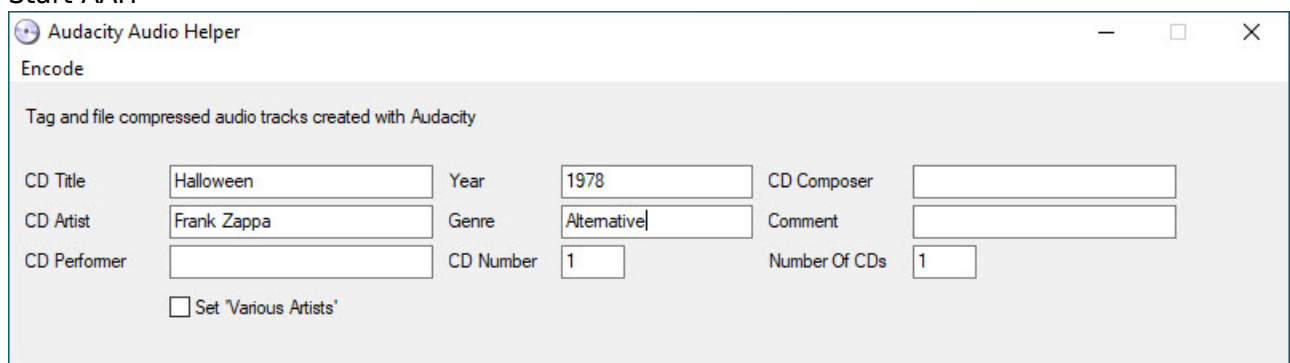 Audacity Audio Helper
Encode
Tag and file compressed audio tracks created with Audacity
CD Title Halloween Year 1978 CD Composer
CD Artist Frank Zappa Genre Alternative Comment
CD Performer CD Number 1 Number Of CDs 1
Set 'Various Artists'